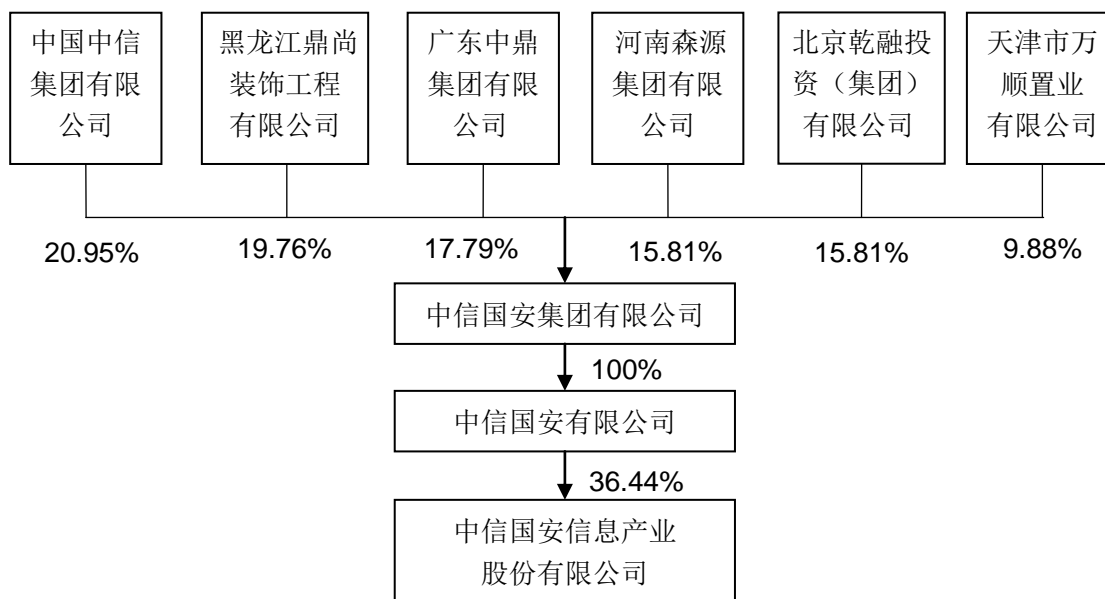 中国中信
集团有限
公司
黑龙江鼎尚
装饰工程
有限公司
广东中鼎
集团有限
公司
河南森源
集团有限
公司
北京乾融投
资（集团）
有限公司
天津市万
顺置业
有限公司
20.95%
19.76%
17.79%
15.81%
15.81%
9.88%
中信国安集团有限公司
100%
中信国安有限公司
36.44%
中信国安信息产业
股份有限公司